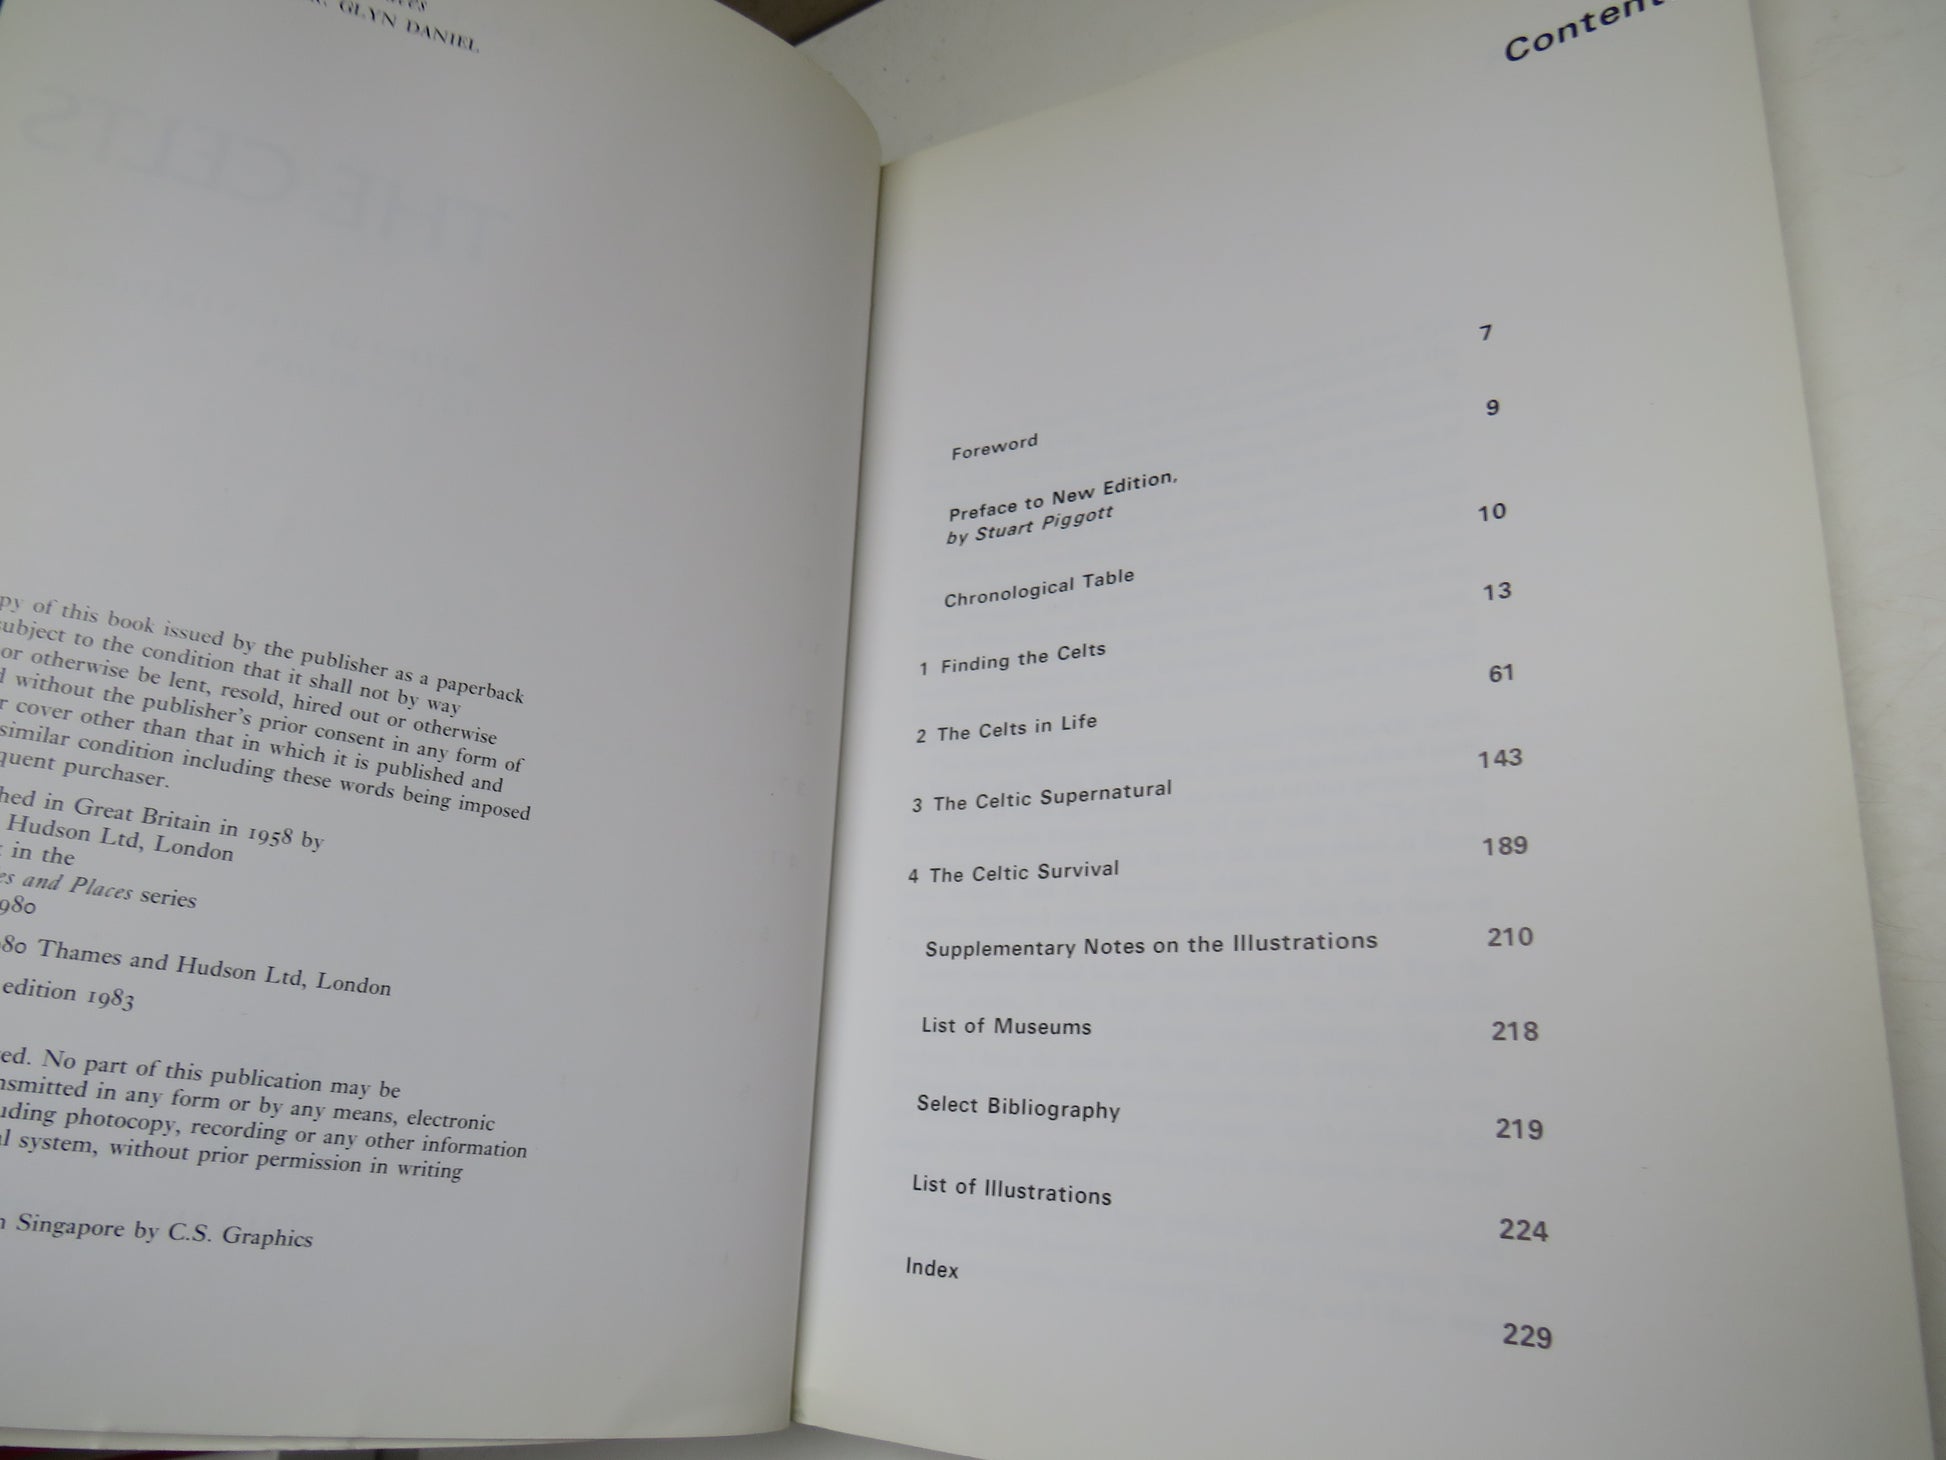 GLYN DANIEL
THE CELTS
of this book issued by the publisher as a paperback
subject to the condition that it shall not by way
or otherwise be lent, resold, hired out or otherwise
without the publisher's prior consent in any form of
cover other than that in which it is published and
similar condition including these words being imposed
purchaser.
in Great Britain in 1958 by
Hudson Ltd, London
in the
and Places series
1980
Thames and Hudson Ltd, London
edition 1983
No part of this publication may be
in any form or by any means, electronic
photocopy, recording or any other information
system, without prior permission in writing
Singapore by C.S. Graphics
Content
Foreword 7
Preface to New Edition,
by Stuart Piggott 9
Chronological Table 10
1 Finding the Celts 13
2 The Celts in Life 61
3 The Celtic Supernatural 143
4 The Celtic Survival 189
Supplementary Notes on the Illustrations 210
List of Museums 218
Select Bibliography 219
List of Illustrations 224
Index 229